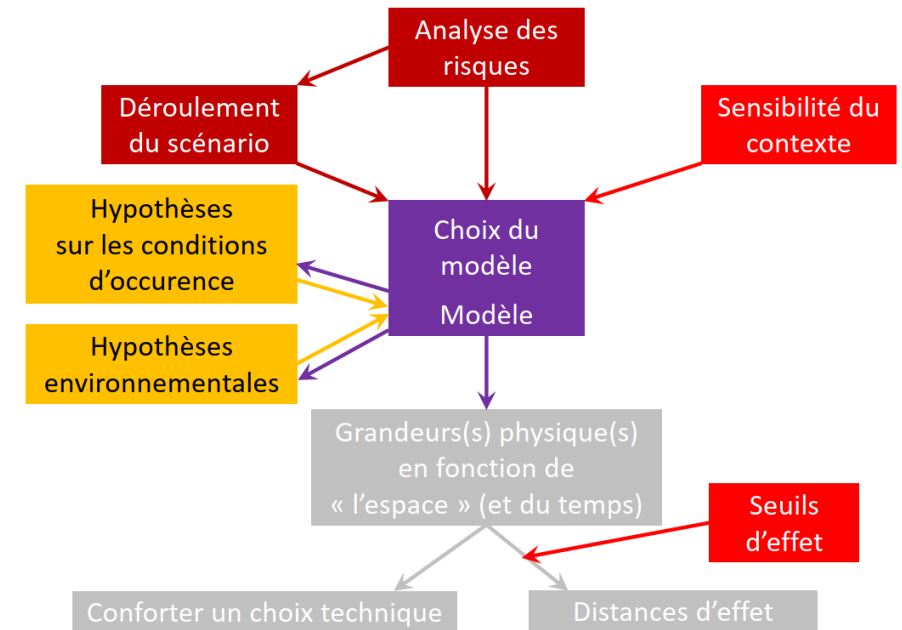 Analyse des
risques
Déroulement
du scénario
Sensibilité du
contexte
Hypothèses
sur les conditions
d'occurence
Choix du
modèle
Modèle
Hypothèses
environnementales
Grandeurs(s) physique(s)
en fonction de
« l'espace » (et du temps)
Seuils
d'effet
Conforter un choix technique
Distances d'effet